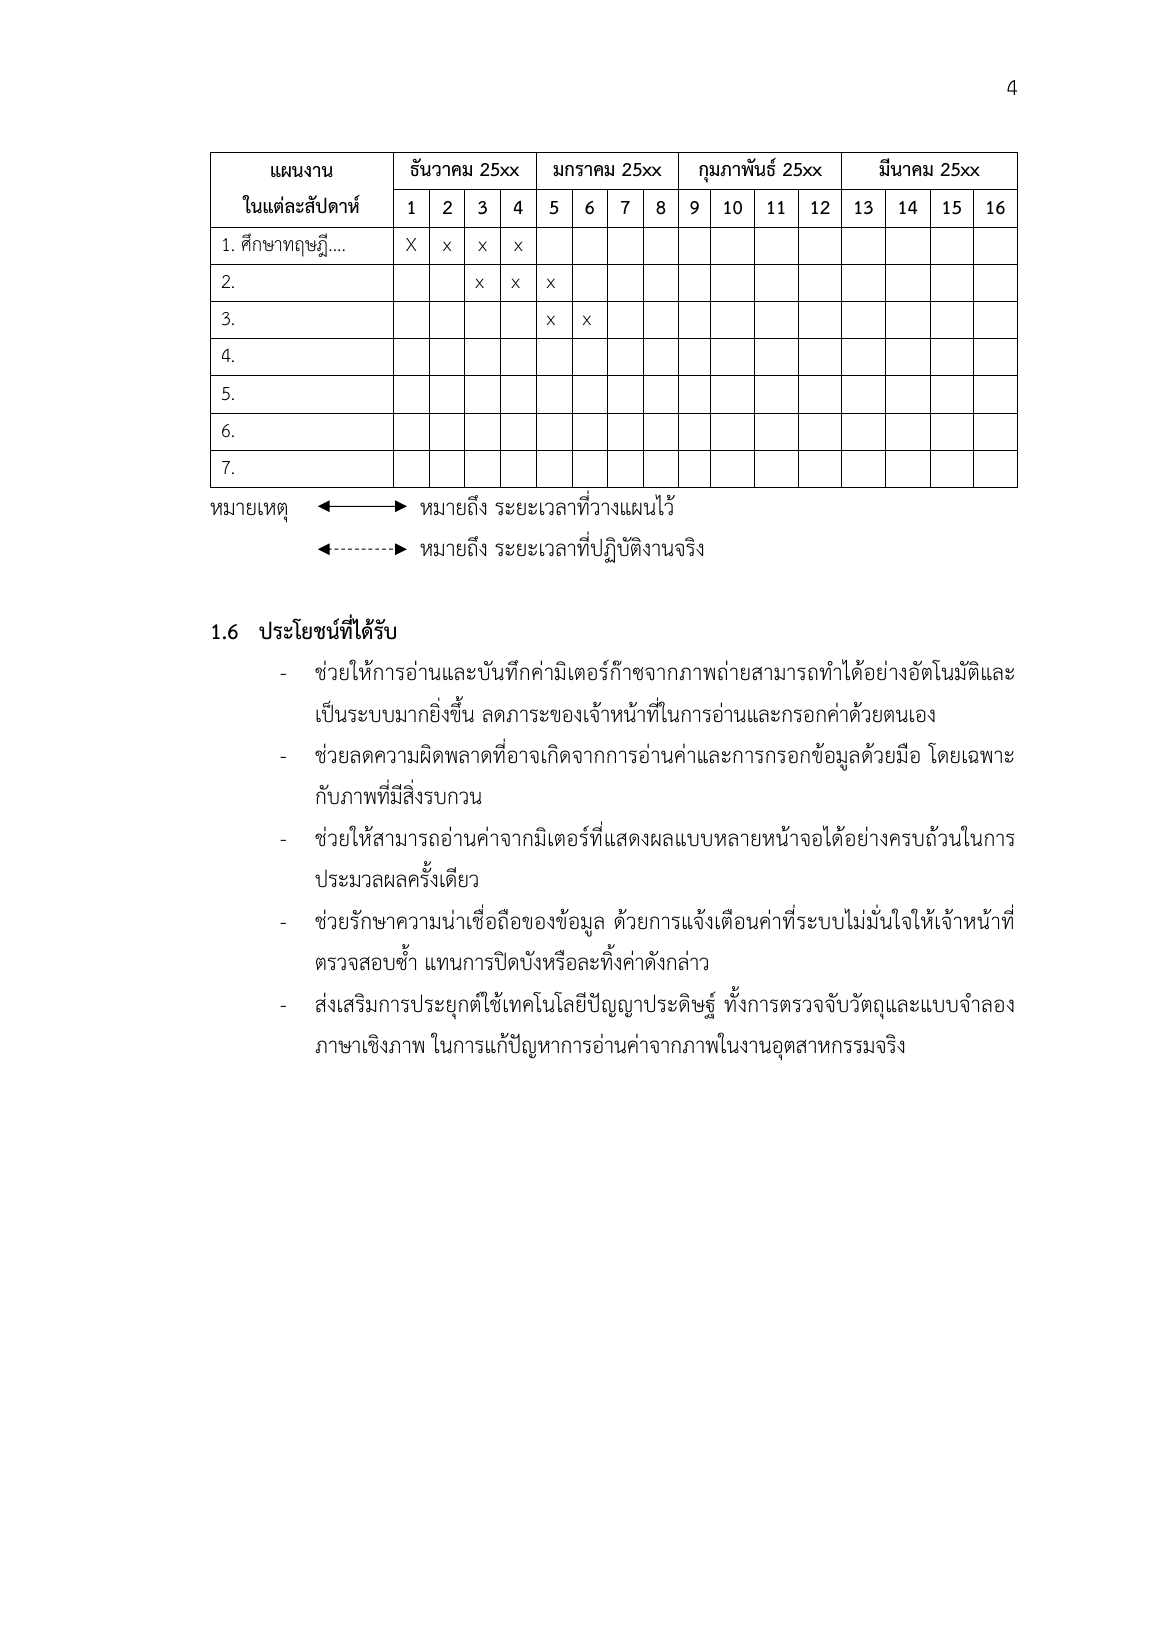 4
แผนงาน ธันวาคม 25xx มกราคม 25xx กุมภาพันธ์ 25xx มีนาคม 25xx
ในแต่ละสัปดาห์ 1 2 3 4 5 6 7 8 9 10 11 12 13 14 15 16
1. ศึกษาทฤษฎี.... X x x x
2. x x x
3. x x
4.
5.
6.
7.
หมายเหตุ หมายถึง ระยะเวลาที่วางแผนไว้
หมายถึง ระยะเวลาที่ปฏิบัติงานจริง
1.6 ประโยชน์ที่ได้รับ
- ช่วยให้การอ่านและบันทึกค่ามิเตอร์ก๊าซจากภาพถ่ายสามารถทำได้อย่างอัตโนมัติและ
เป็นระบบมากยิ่งขึ้น ลดภาระของเจ้าหน้าที่ในการอ่านและกรอกค่าด้วยตนเอง
- ช่วยลดความผิดพลาดที่อาจเกิดจากการอ่านค่าและการกรอกข้อมูลด้วยมือ โดยเฉพาะ
กับภาพที่มีสิ่งรบกวน
- ช่วยให้สามารถอ่านค่าจากมิเตอร์ที่แสดงผลแบบหลายหน้าจอได้อย่างครบถ้วนในการ
ประมวลผลครั้งเดียว
- ช่วยรักษาความน่าเชื่อถือของข้อมูล ด้วยการแจ้งเตือนค่าที่ระบบไม่มั่นใจให้เจ้าหน้าที่
ตรวจสอบซ้ำ แทนการปิดบังหรือละทิ้งค่าดังกล่าว
- ส่งเสริมการประยุกต์ใช้เทคโนโลยีปัญญาประดิษฐ์ ทั้งการตรวจจับวัตถุและแบบจำลอง
ภาษาเชิงภาพ ในการแก้ปัญหาการอ่านค่าจากภาพในงานอุตสาหกรรมจริง